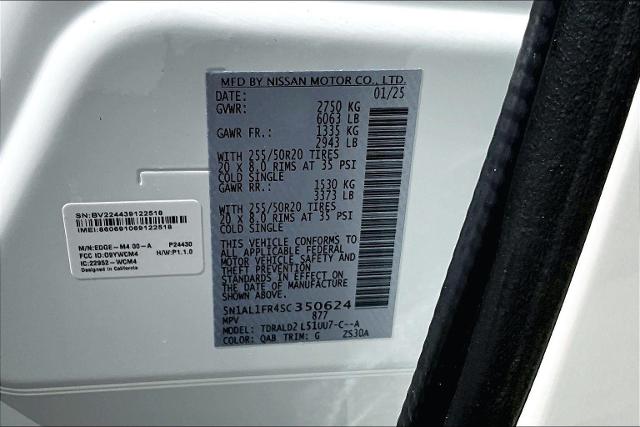 MFD BY NISSAN MOTOR CO., LTD.
DATE: 01/25
GVWR: 2750 KG
6063 LB
GAWR FR.: 1335 KG
2943 LB
WITH 255/50R20 TIRES
20 X 8.0 RIMS AT 35 PSI
COLD SINGLE
GAWR RR.: 1530 KG
3373 LB
WITH 255/50R20 TIRES
20 X 8.0 RIMS AT 35 PSI
COLD SINGLE
THIS VEHICLE CONFORMS TO
ALL APPLICABLE FEDERAL
MOTOR VEHICLE SAFETY AND
THEFT PREVENTION
STANDARDS IN EFFECT ON
THE DATE OF MANUFACTURE
SHOWN ABOVE.
5N1AL1FR4SC350624
MPV 877
MODEL: TDRALD2 L51UU7-C--A
COLOR: QAB TRIM: G ZS30A
SN:BV224439122518
IMEI:860691069122518
M/N:EDGE-M4 00-A P24430
FCC ID:O9YWCM4 H/W:P1.1.0
IC:22952-WCM4
Designed in California